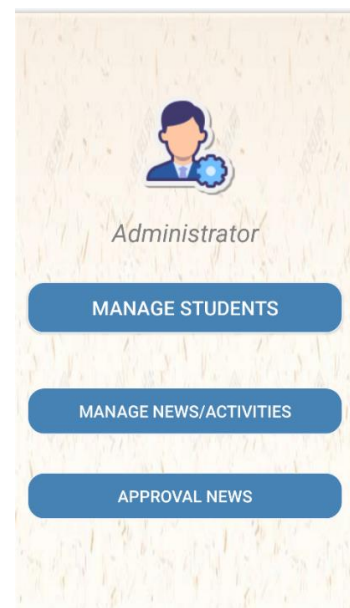 Administrator
MANAGE STUDENTS
MANAGE NEWS/ACTIVITIES
APPROVAL NEWS